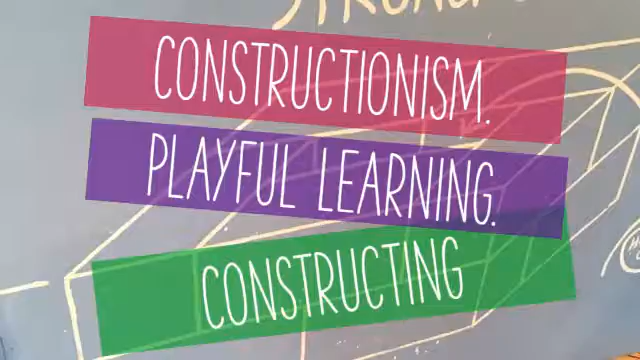 CONSTRUCTIONISM.
PLAYFUL LEARNING.
CONSTRUCTING